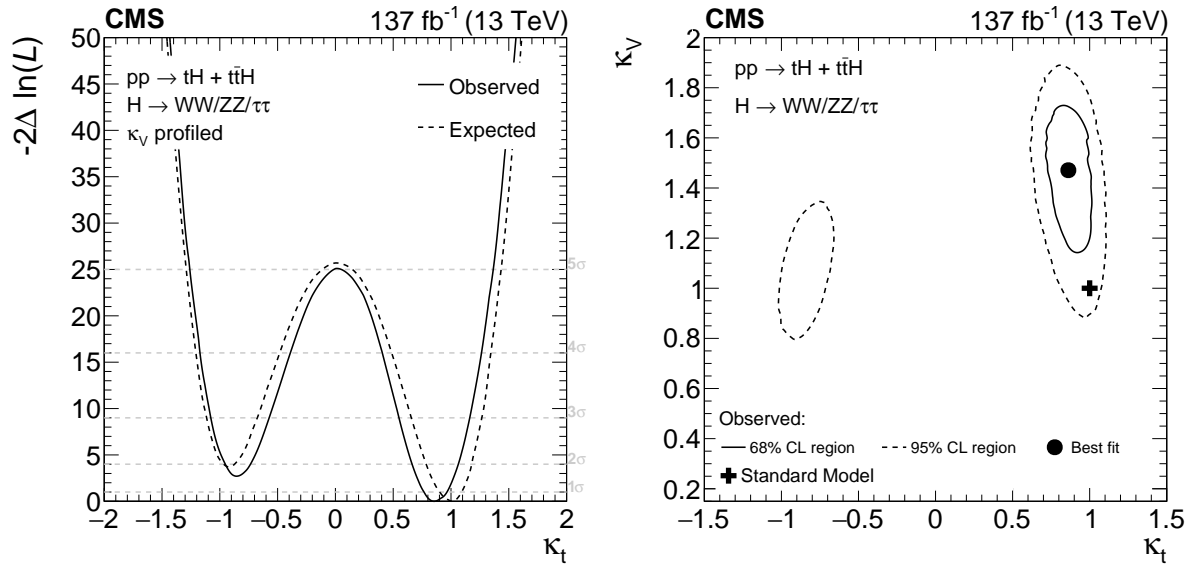 CMS 137 fb⁻¹ (13 TeV)
-2Δ ln(L)
50
45
40
35
30
25
20
15
10
5
0
pp → tH + tt̄H
H → WW/ZZ/ττ
κ_V profiled
Observed
Expected
5σ
4σ
3σ
2σ
1σ
−2 −1.5 −1 −0.5 0 0.5 1 1.5 2
κ_t
CMS 137 fb⁻¹ (13 TeV)
κ_V
2
1.8
1.6
1.4
1.2
1
0.8
0.6
0.4
0.2
pp → tH + tt̄H
H → WW/ZZ/ττ
Observed:
68% CL region 95% CL region Best fit
Standard Model
−1.5 −1 −0.5 0 0.5 1 1.5
κ_t